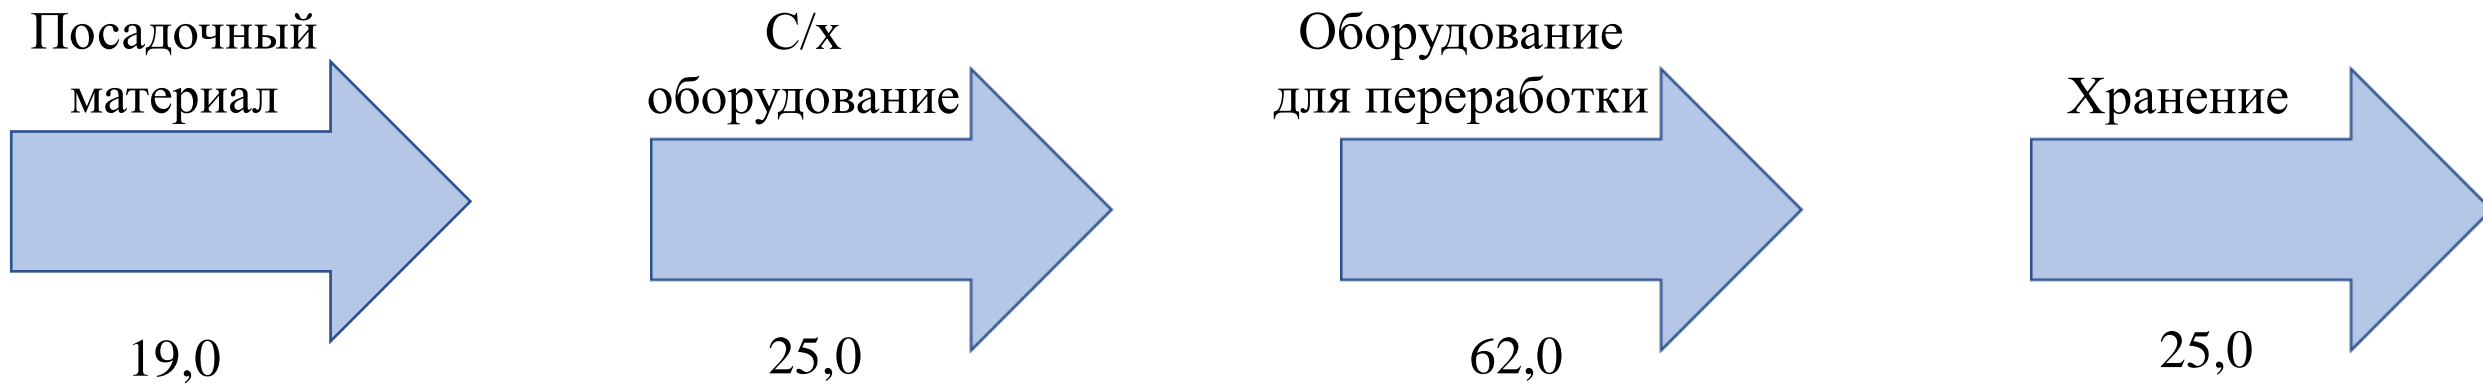 Посадочный
материал
19,0
С/х
оборудование
25,0
Оборудование
для переработки
62,0
Хранение
25,0